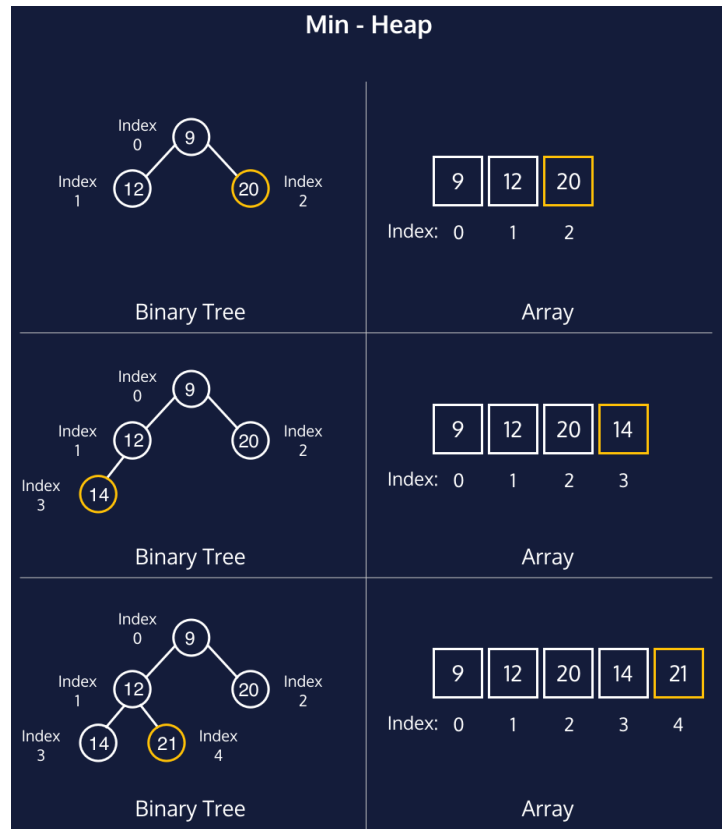 Min - Heap
Index
0
9
Index
1
12
20
Index
2
9 12 20
Index: 0 1 2
Binary Tree
Array
Index
0
9
Index
1
12
20
Index
2
Index
3
14
9 12 20 14
Index: 0 1 2 3
Binary Tree
Array
Index
0
9
Index
1
12
20
Index
2
Index
3
14
21
Index
4
9 12 20 14 21
Index: 0 1 2 3 4
Binary Tree
Array